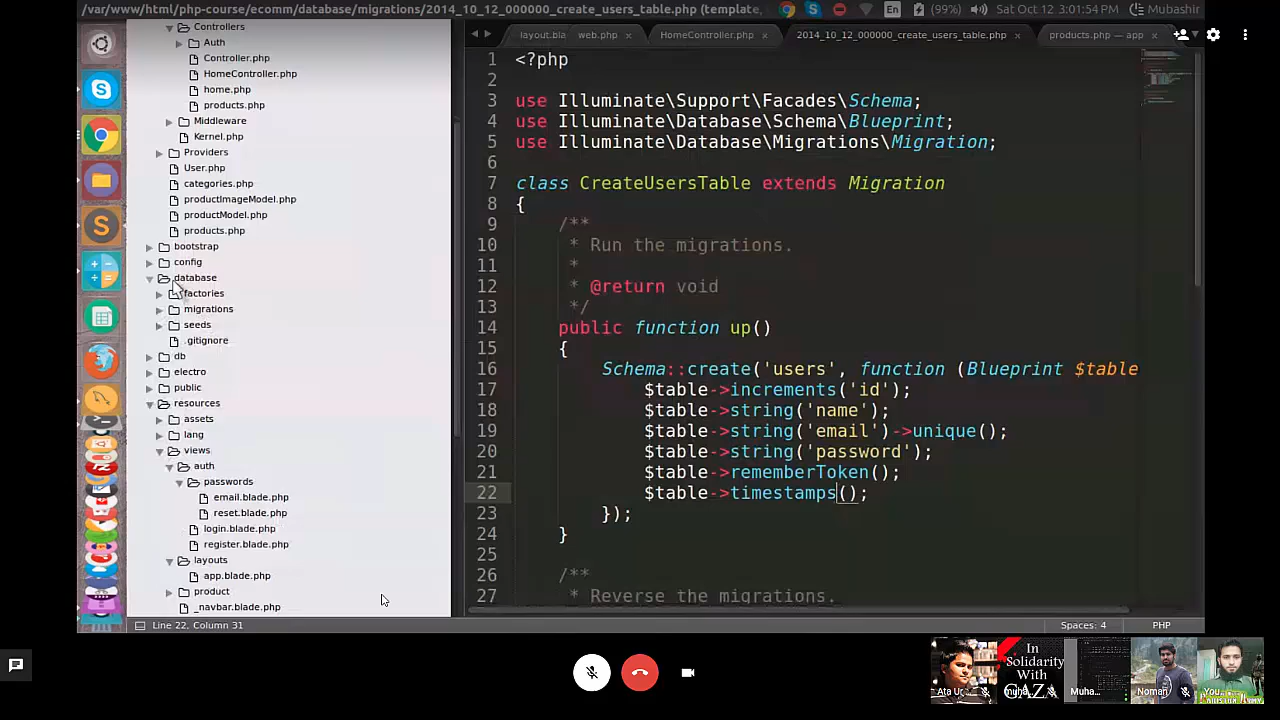 /var/www/html/php-course/ecomm/database/migrations/2014_10_12_000000_create_users_table.php (template,
En
(99%)
Sat Oct 12 3:01:54 PM
Mubashir
Controllers
Auth
Controller.php
HomeController.php
home.php
products.php
Middleware
Kernel.php
Providers
User.php
categories.php
productImageModel.php
productModel.php
products.php
bootstrap
config
database
factories
migrations
seeds
.gitignore
db
electro
public
resources
assets
lang
views
auth
passwords
email.blade.php
reset.blade.php
login.blade.php
register.blade.php
layouts
app.blade.php
product
_navbar.blade.php
layout.bla
web.php
HomeController.php
2014_10_12_000000_create_users_table.php
products.php — app
1 <?php
2
3 use Illuminate\Support\Facades\Schema;
4 use Illuminate\Database\Schema\Blueprint;
5 use Illuminate\Database\Migrations\Migration;
6
7 class CreateUsersTable extends Migration
8 {
9 /**
10 * Run the migrations.
11 *
12 * @return void
13 */
14 public function up()
15 {
16 Schema::create('users', function (Blueprint $table
17 $table->increments('id');
18 $table->string('name');
19 $table->string('email')->unique();
20 $table->string('password');
21 $table->rememberToken();
22 $table->timestamps();
23 });
24 }
25
26 /**
27 * Reverse the migrations.
Line 22, Column 31
Spaces: 4
PHP
In
Solidarity
With
GAZA
Muha...
Noman
You...